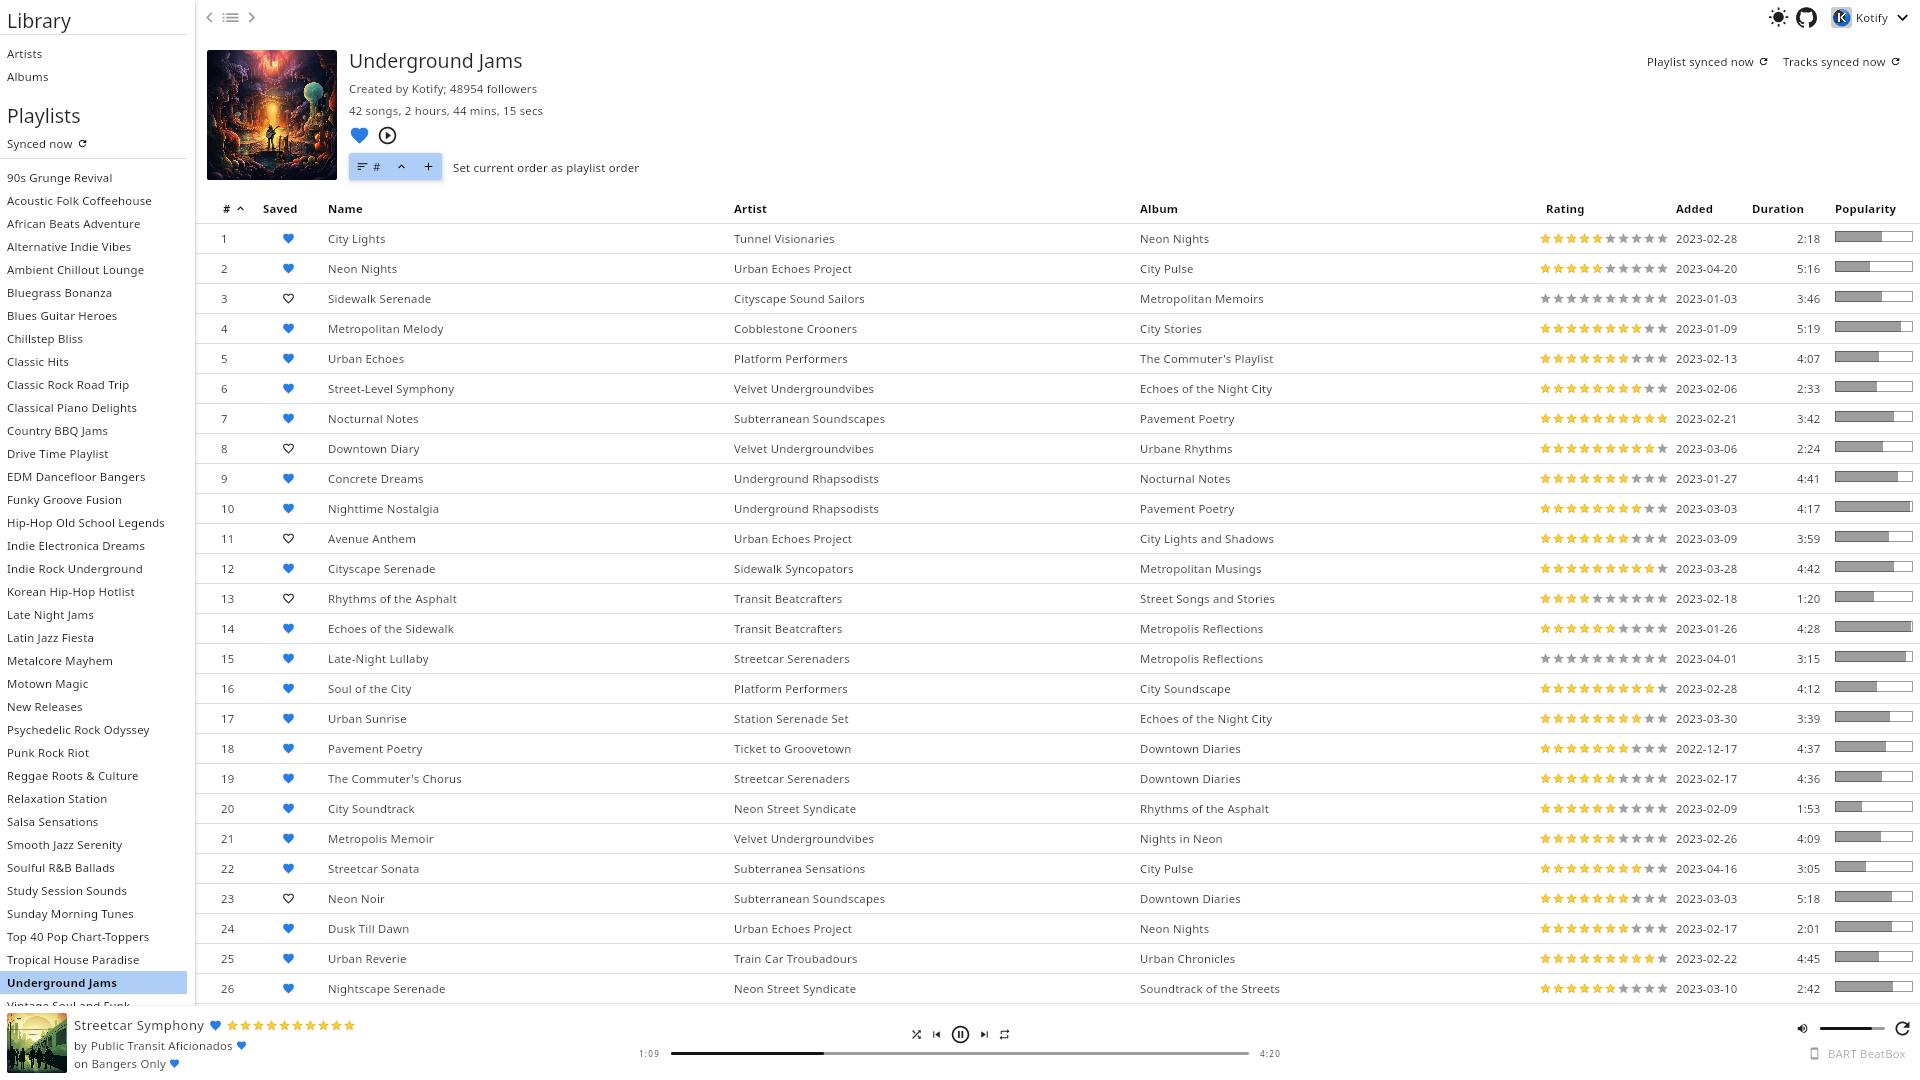 Library
Artists
Albums
Playlists
Synced now
90s Grunge Revival
Acoustic Folk Coffeehouse
African Beats Adventure
Alternative Indie Vibes
Ambient Chillout Lounge
Bluegrass Bonanza
Blues Guitar Heroes
Chillstep Bliss
Classic Hits
Classic Rock Road Trip
Classical Piano Delights
Country BBQ Jams
Drive Time Playlist
EDM Dancefloor Bangers
Funky Groove Fusion
Hip-Hop Old School Legends
Indie Electronica Dreams
Indie Rock Underground
Korean Hip-Hop Hotlist
Late Night Jams
Latin Jazz Fiesta
Metalcore Mayhem
Motown Magic
New Releases
Psychedelic Rock Odyssey
Punk Rock Riot
Reggae Roots & Culture
Relaxation Station
Salsa Sensations
Smooth Jazz Serenity
Soulful R&B Ballads
Study Session Sounds
Sunday Morning Tunes
Top 40 Pop Chart-Toppers
Tropical House Paradise
Underground Jams
Vintage Soul and Funk
Kotify
Underground Jams
Playlist synced now Tracks synced now
Created by Kotify; 48954 followers
42 songs, 2 hours, 44 mins, 15 secs
# Set current order as playlist order
# Saved Name Artist Album Rating Added Duration Popularity
1 City Lights Tunnel Visionaries Neon Nights 2023-02-28 2:18
2 Neon Nights Urban Echoes Project City Pulse 2023-04-20 5:16
3 Sidewalk Serenade Cityscape Sound Sailors Metropolitan Memoirs 2023-01-03 3:46
4 Metropolitan Melody Cobblestone Crooners City Stories 2023-01-09 5:19
5 Urban Echoes Platform Performers The Commuter's Playlist 2023-02-13 4:07
6 Street-Level Symphony Velvet Undergroundvibes Echoes of the Night City 2023-02-06 2:33
7 Nocturnal Notes Subterranean Soundscapes Pavement Poetry 2023-02-21 3:42
8 Downtown Diary Velvet Undergroundvibes Urbane Rhythms 2023-03-06 2:24
9 Concrete Dreams Underground Rhapsodists Nocturnal Notes 2023-01-27 4:41
10 Nighttime Nostalgia Underground Rhapsodists Pavement Poetry 2023-03-03 4:17
11 Avenue Anthem Urban Echoes Project City Lights and Shadows 2023-03-09 3:59
12 Cityscape Serenade Sidewalk Syncopators Metropolitan Musings 2023-03-28 4:42
13 Rhythms of the Asphalt Transit Beatcrafters Street Songs and Stories 2023-02-18 1:20
14 Echoes of the Sidewalk Transit Beatcrafters Metropolis Reflections 2023-01-26 4:28
15 Late-Night Lullaby Streetcar Serenaders Metropolis Reflections 2023-04-01 3:15
16 Soul of the City Platform Performers City Soundscape 2023-02-28 4:12
17 Urban Sunrise Station Serenade Set Echoes of the Night City 2023-03-30 3:39
18 Pavement Poetry Ticket to Groovetown Downtown Diaries 2022-12-17 4:37
19 The Commuter's Chorus Streetcar Serenaders Downtown Diaries 2023-02-17 4:36
20 City Soundtrack Neon Street Syndicate Rhythms of the Asphalt 2023-02-09 1:53
21 Metropolis Memoir Velvet Undergroundvibes Nights in Neon 2023-02-26 4:09
22 Streetcar Sonata Subterranea Sensations City Pulse 2023-04-16 3:05
23 Neon Noir Subterranean Soundscapes Downtown Diaries 2023-03-03 5:18
24 Dusk Till Dawn Urban Echoes Project Neon Nights 2023-02-17 2:01
25 Urban Reverie Train Car Troubadours Urban Chronicles 2023-02-22 4:45
26 Nightscape Serenade Neon Street Syndicate Soundtrack of the Streets 2023-03-10 2:42
Streetcar Symphony
by Public Transit Aficionados
on Bangers Only
1:09 4:20
BART BeatBox